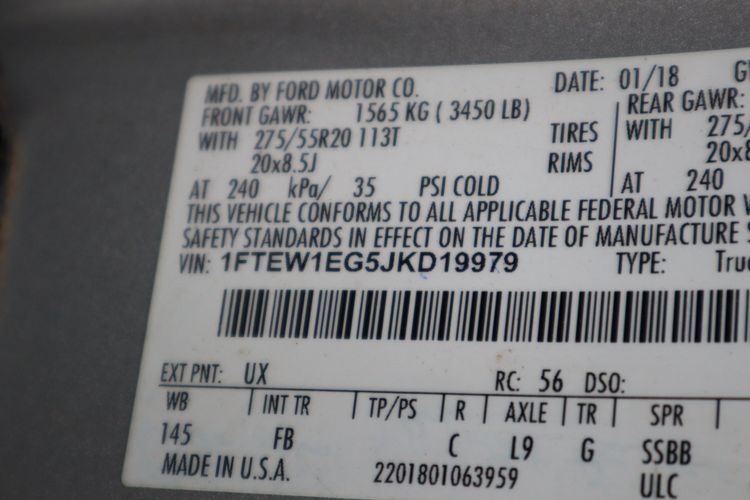 MFD. BY FORD MOTOR CO. DATE: 01/18
FRONT GAWR: 1565 KG ( 3450 LB) REAR GAWR:
WITH 275/55R20 113T TIRES WITH 275/
20x8.5J RIMS 20x8
AT 240 kPa/ 35 PSI COLD AT 240
THIS VEHICLE CONFORMS TO ALL APPLICABLE FEDERAL MOTOR V
SAFETY STANDARDS IN EFFECT ON THE DATE OF MANUFACTURE S
VIN: 1FTEW1EG5JKD19979 TYPE: Truc
EXT PNT: UX RC: 56 DSO:
WB INT TR TP/PS R AXLE TR SPR
145 FB C L9 G SSBB
MADE IN U.S.A. 2201801063959 ULC